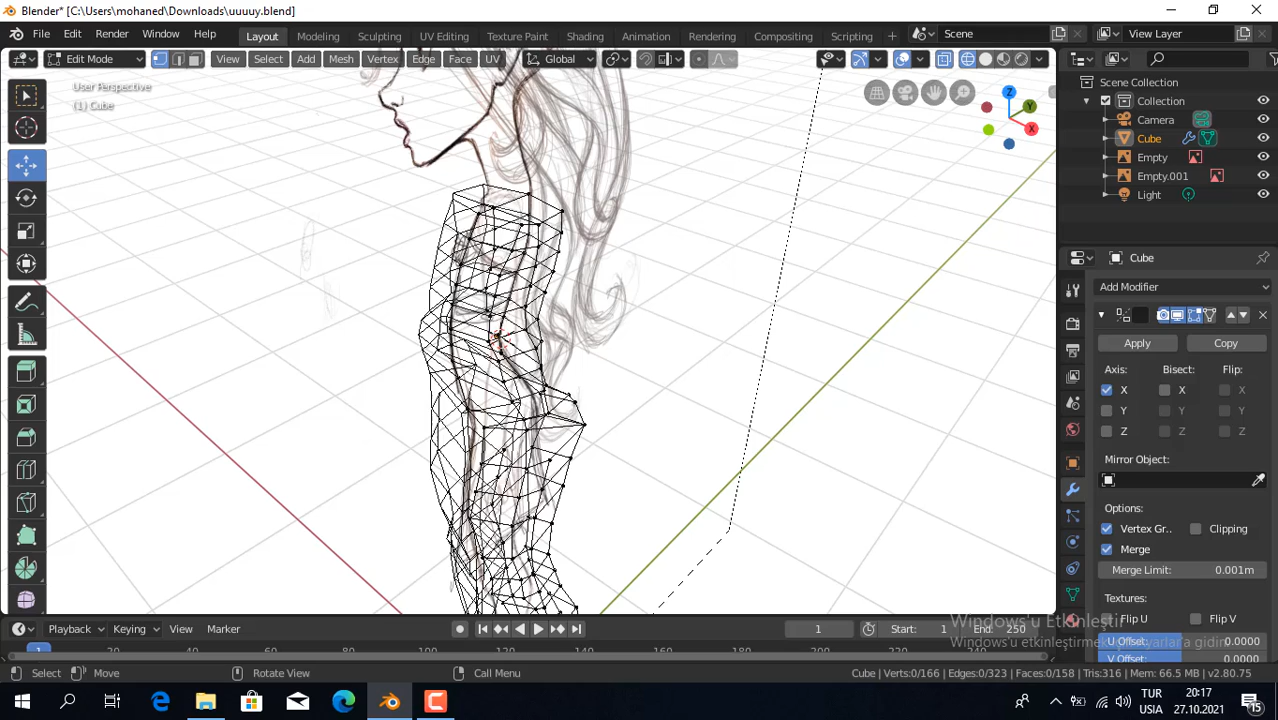 Blender* [C:\Users\mohaned\Downloads\uuuuy.blend]
File Edit Render Window Help Layout Modeling Sculpting UV Editing Texture Paint Shading Animation Rendering Compositing Scripting Scene View Layer
Edit Mode View Select Add Mesh Vertex Edge Face UV Global
User Perspective
(1) Cube
Z
Y
X
Scene Collection
Collection
Camera
Cube
Empty
Empty.001
Light
Cube
Add Modifier
Apply Copy
Axis: Bisect: Flip:
X X X
Y Y Y
Z Z Z
Mirror Object:
Options:
Vertex Gr.. Clipping
Merge
Merge Limit: 0.001m
Textures:
Flip U Flip V
U Offset: 0.0000
V Offset: 0.0000
Windows'u Etkinleştir
Playback Keying View Marker 1 Start: 1 End: 250
1 20 40 60 80 100 120 140 160 180 200 220 240
Select Move Rotate View Call Menu Cube | Verts:0/166 | Edges:0/323 | Faces:0/158 | Tris:316 | Mem: 66.5 MB | v2.80.75
TUR
USIA
20:17
27.10.2021
15